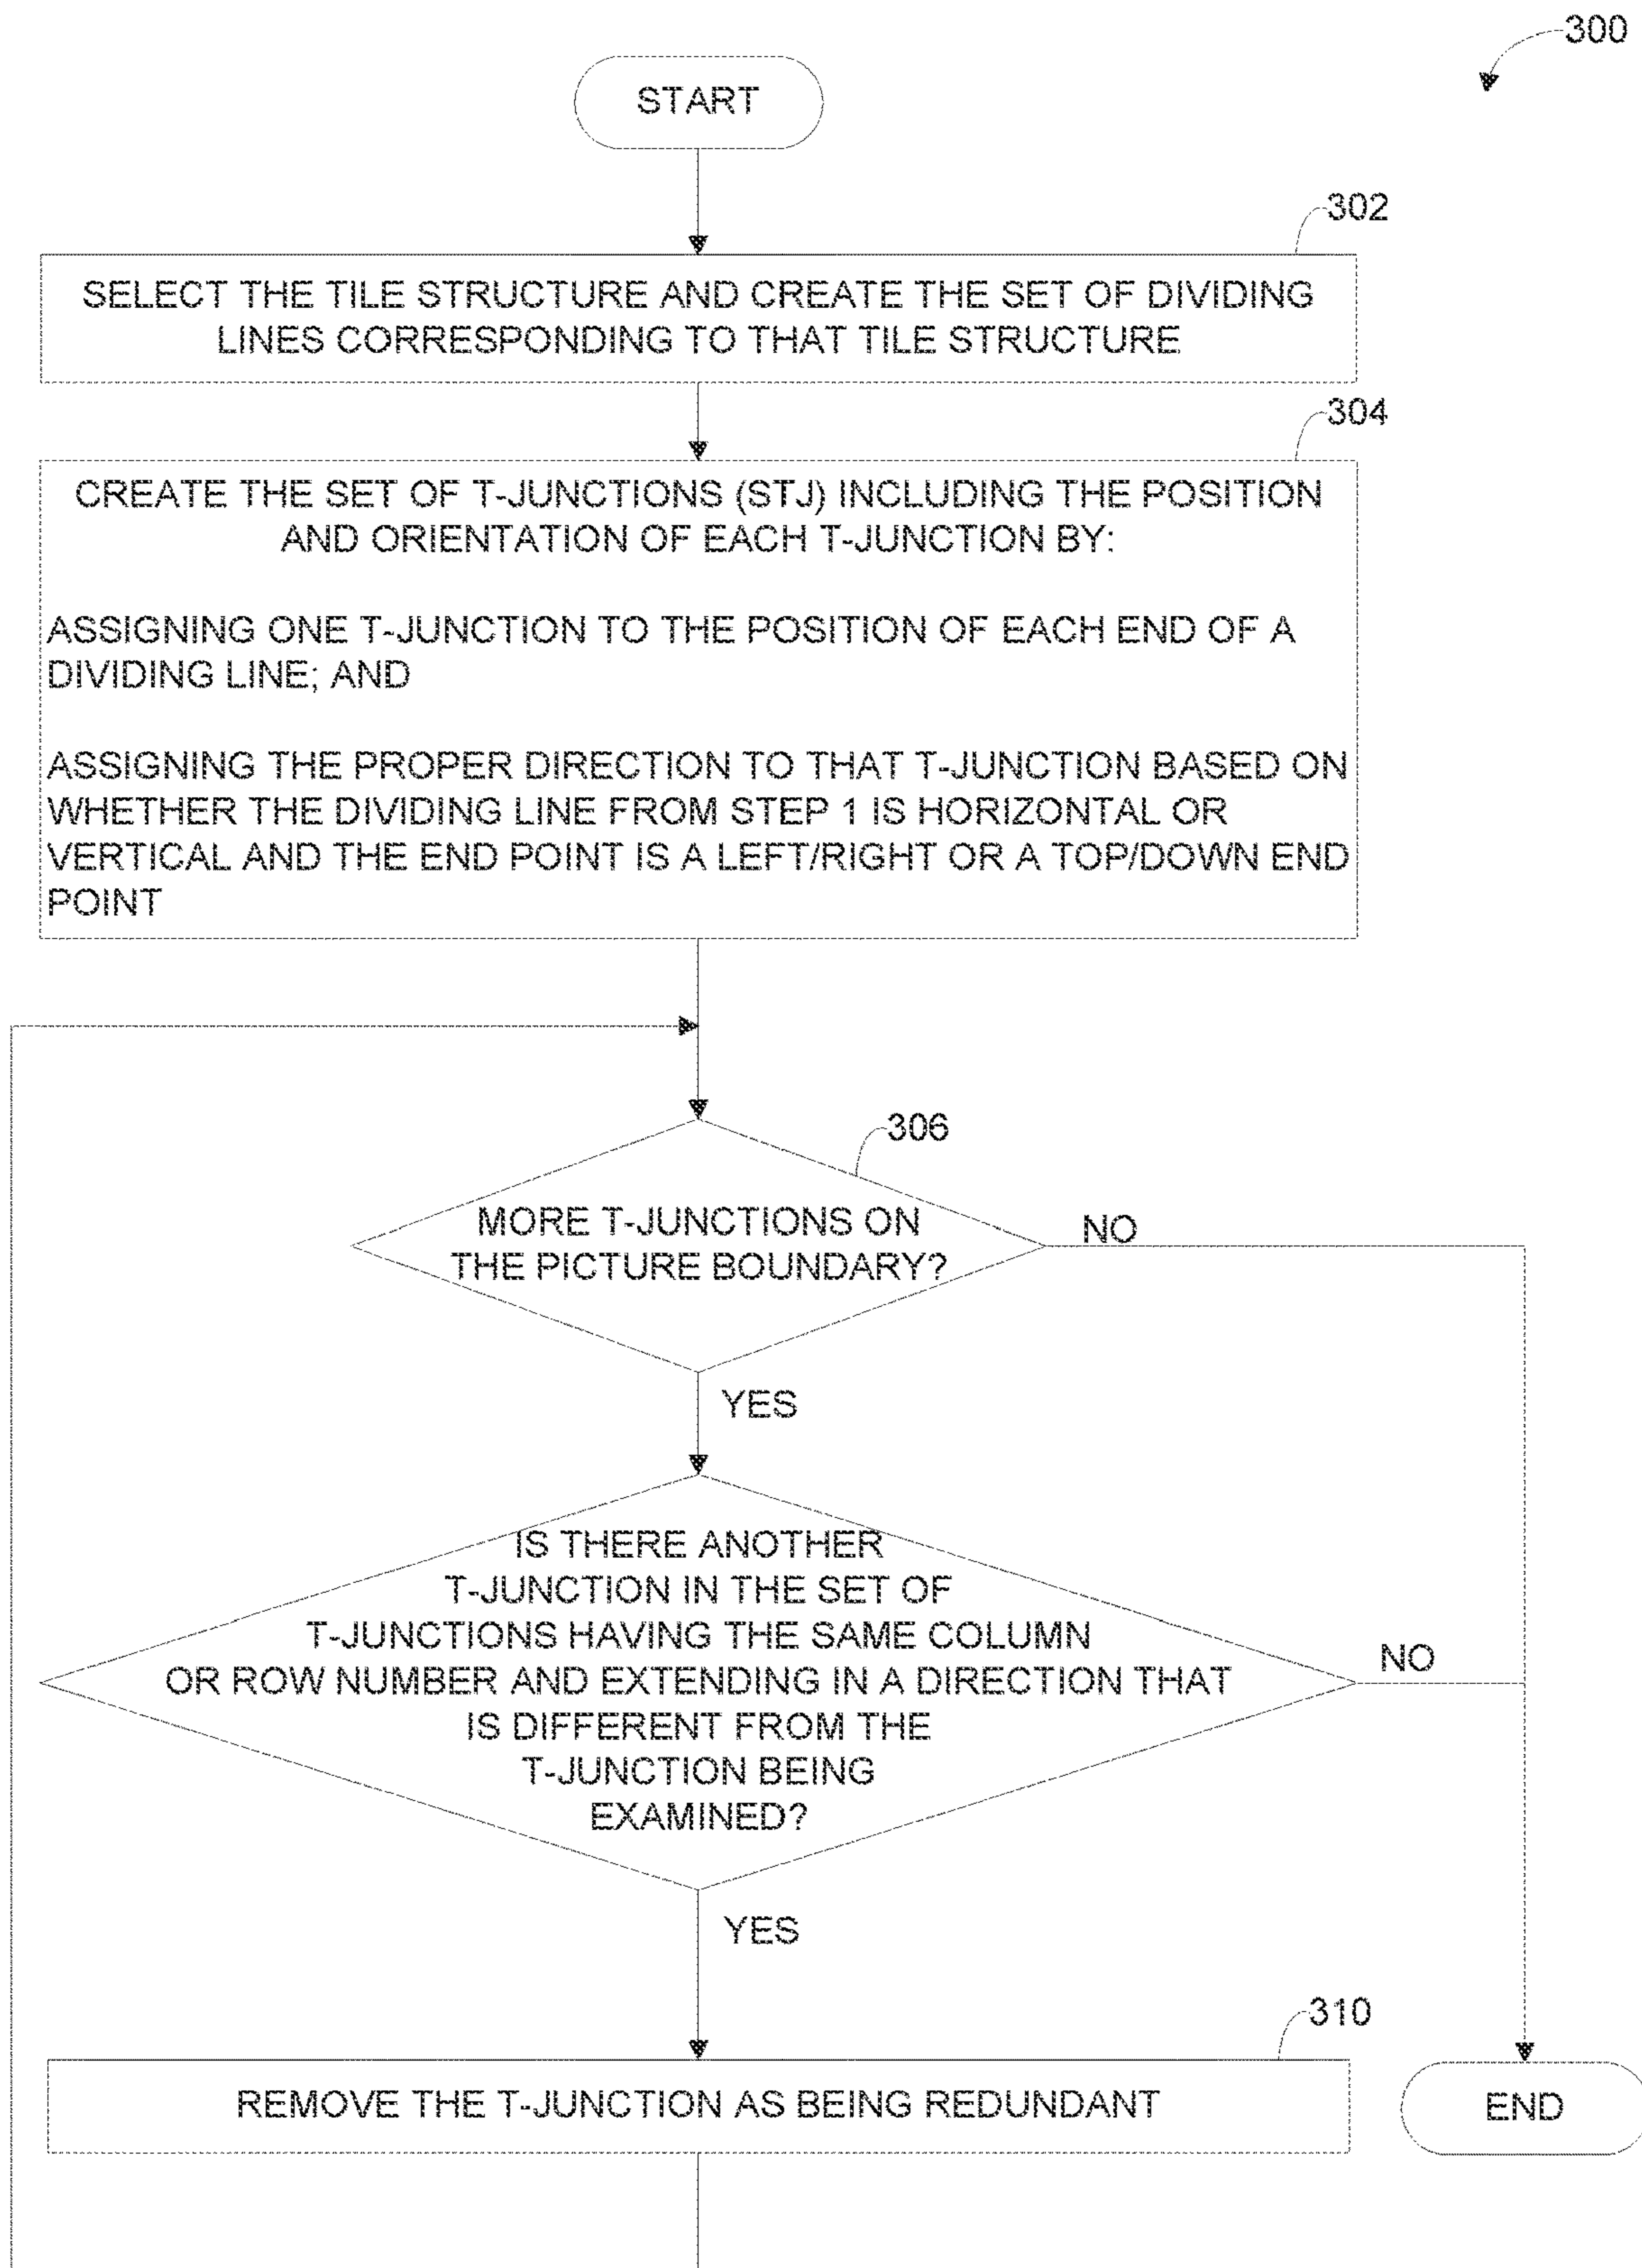 300
START
302
SELECT THE TILE STRUCTURE AND CREATE THE SET OF DIVIDING
LINES CORRESPONDING TO THAT TILE STRUCTURE
304
CREATE THE SET OF T-JUNCTIONS (STJ) INCLUDING THE POSITION
AND ORIENTATION OF EACH T-JUNCTION BY:
ASSIGNING ONE T-JUNCTION TO THE POSITION OF EACH END OF A
DIVIDING LINE; AND
ASSIGNING THE PROPER DIRECTION TO THAT T-JUNCTION BASED ON
WHETHER THE DIVIDING LINE FROM STEP 1 IS HORIZONTAL OR
VERTICAL AND THE END POINT IS A LEFT/RIGHT OR A TOP/DOWN END
POINT
306
MORE T-JUNCTIONS ON
THE PICTURE BOUNDARY?
NO
YES
IS THERE ANOTHER
T-JUNCTION IN THE SET OF
T-JUNCTIONS HAVING THE SAME COLUMN
OR ROW NUMBER AND EXTENDING IN A DIRECTION THAT
IS DIFFERENT FROM THE
T-JUNCTION BEING
EXAMINED?
NO
YES
310
REMOVE THE T-JUNCTION AS BEING REDUNDANT
END